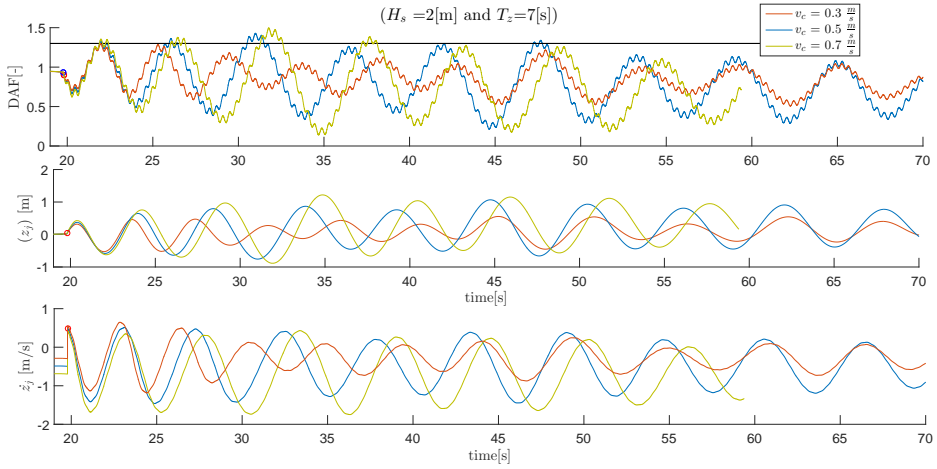 (H_s =2[m] and T_z=7[s])
v_c = 0.3 m/s
v_c = 0.5 m/s
v_c = 0.7 m/s
DAF[-]
1.5
1
0.5
0
20 25 30 35 40 45 50 55 60 65 70
(z_j) [m]
2
1
0
-1
20 25 30 35 40 45 50 55 60 65 70
time[s]
ż_j [m/s]
1
0
-1
-2
20 25 30 35 40 45 50 55 60 65 70
time[s]